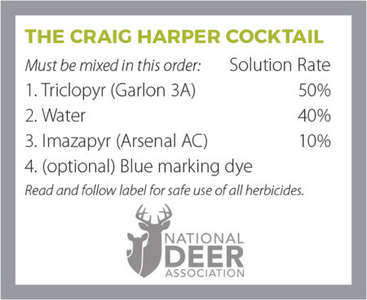 THE CRAIG HARPER COCKTAIL
Must be mixed in this order: Solution Rate
1. Triclopyr (Garlon 3A) 50%
2. Water 40%
3. Imazapyr (Arsenal AC) 10%
4. (optional) Blue marking dye
Read and follow label for safe use of all herbicides.
NATIONAL
DEER
ASSOCIATION